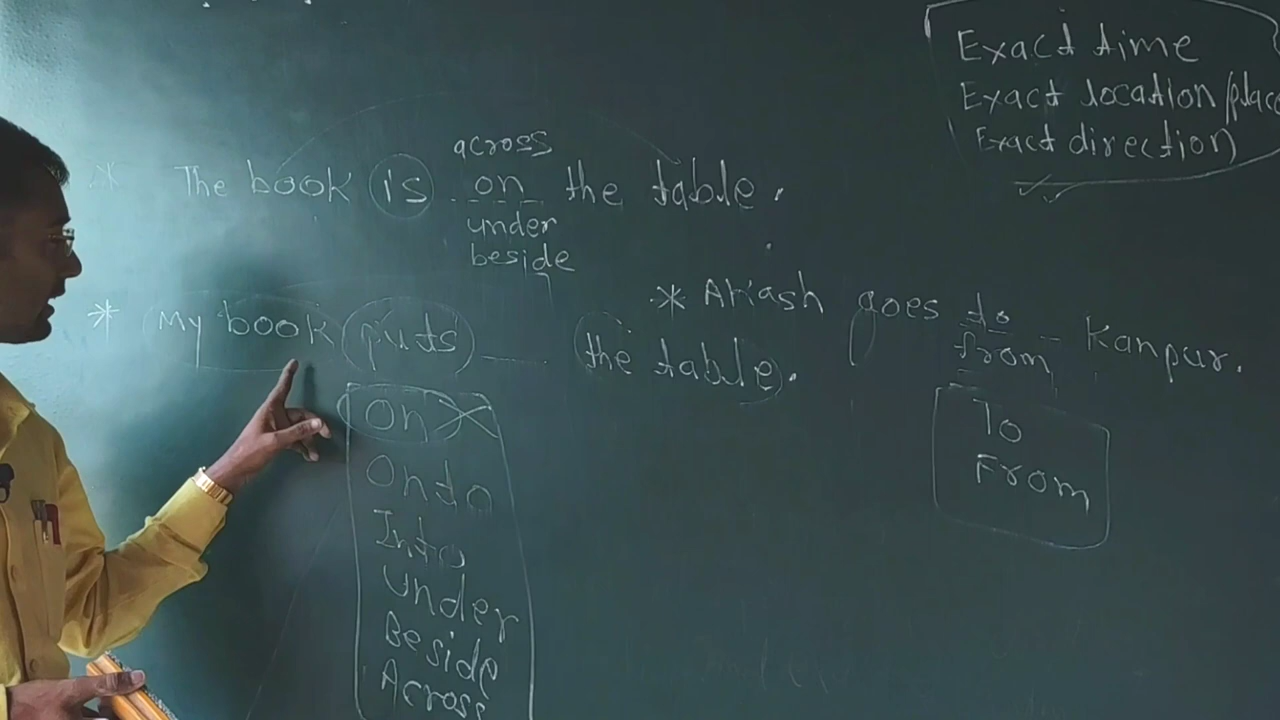 Exact time
Exact location/place
Exact direction
across
The book is on the table.
under
beside
* My book puts the table.
* Akash goes to - Kanpur.
from
On
Onto
Into
Under
Beside
Across
To
From